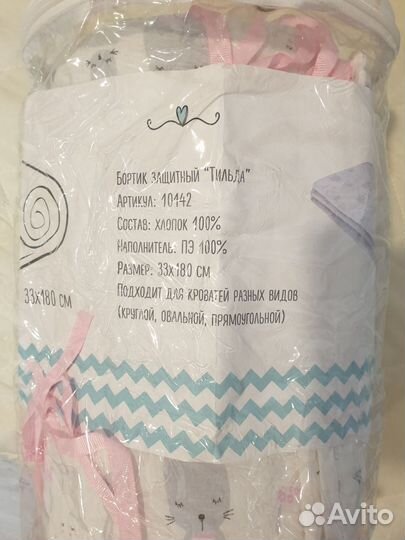 Бортик защитный "Тильда"
Артикул: 10142
Состав: хлопок 100%
Наполнитель: ПЭ 100%
Размер: 33х180 см
Подходит для кроватей разных видов
(круглой, овальной, прямоугольной)
33х180 см
Avito